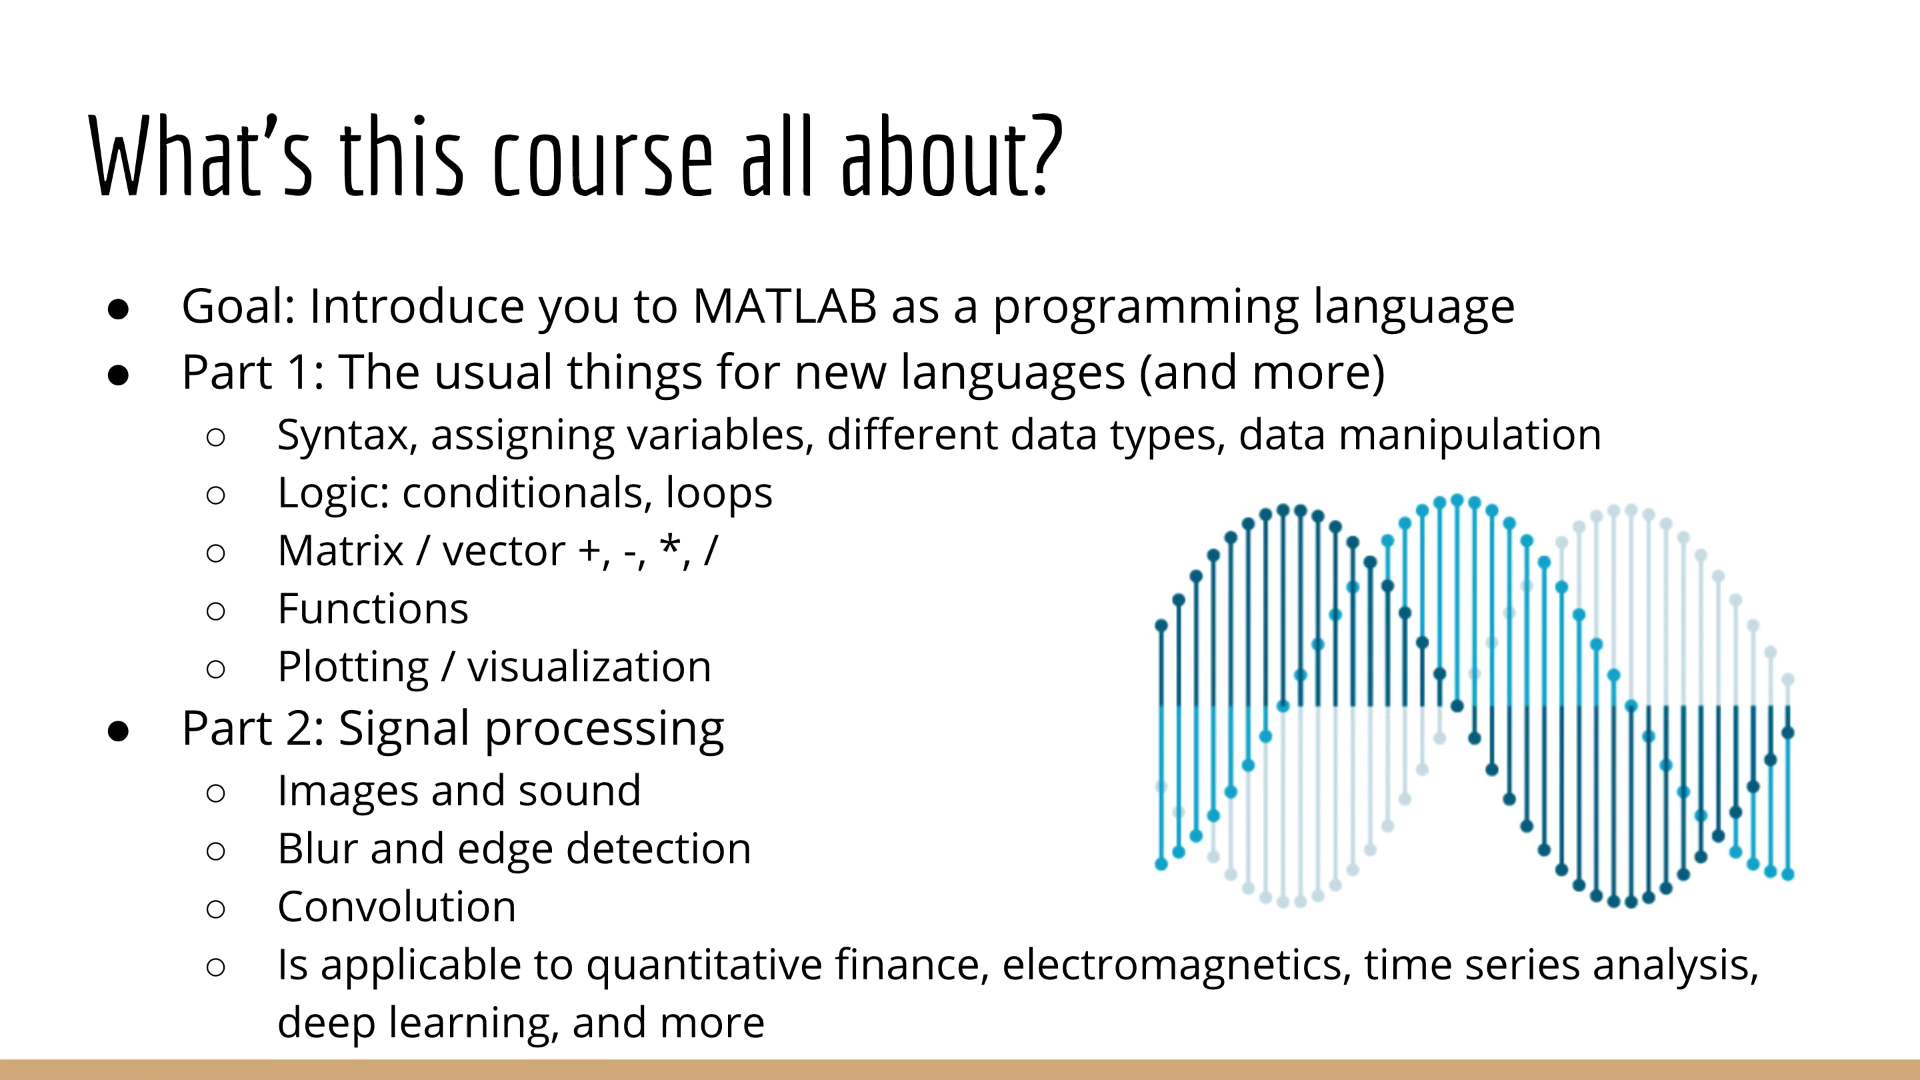 What's this course all about?
● Goal: Introduce you to MATLAB as a programming language
● Part 1: The usual things for new languages (and more)
○ Syntax, assigning variables, different data types, data manipulation
○ Logic: conditionals, loops
○ Matrix / vector +, -, *, /
○ Functions
○ Plotting / visualization
● Part 2: Signal processing
○ Images and sound
○ Blur and edge detection
○ Convolution
○ Is applicable to quantitative finance, electromagnetics, time series analysis,
deep learning, and more